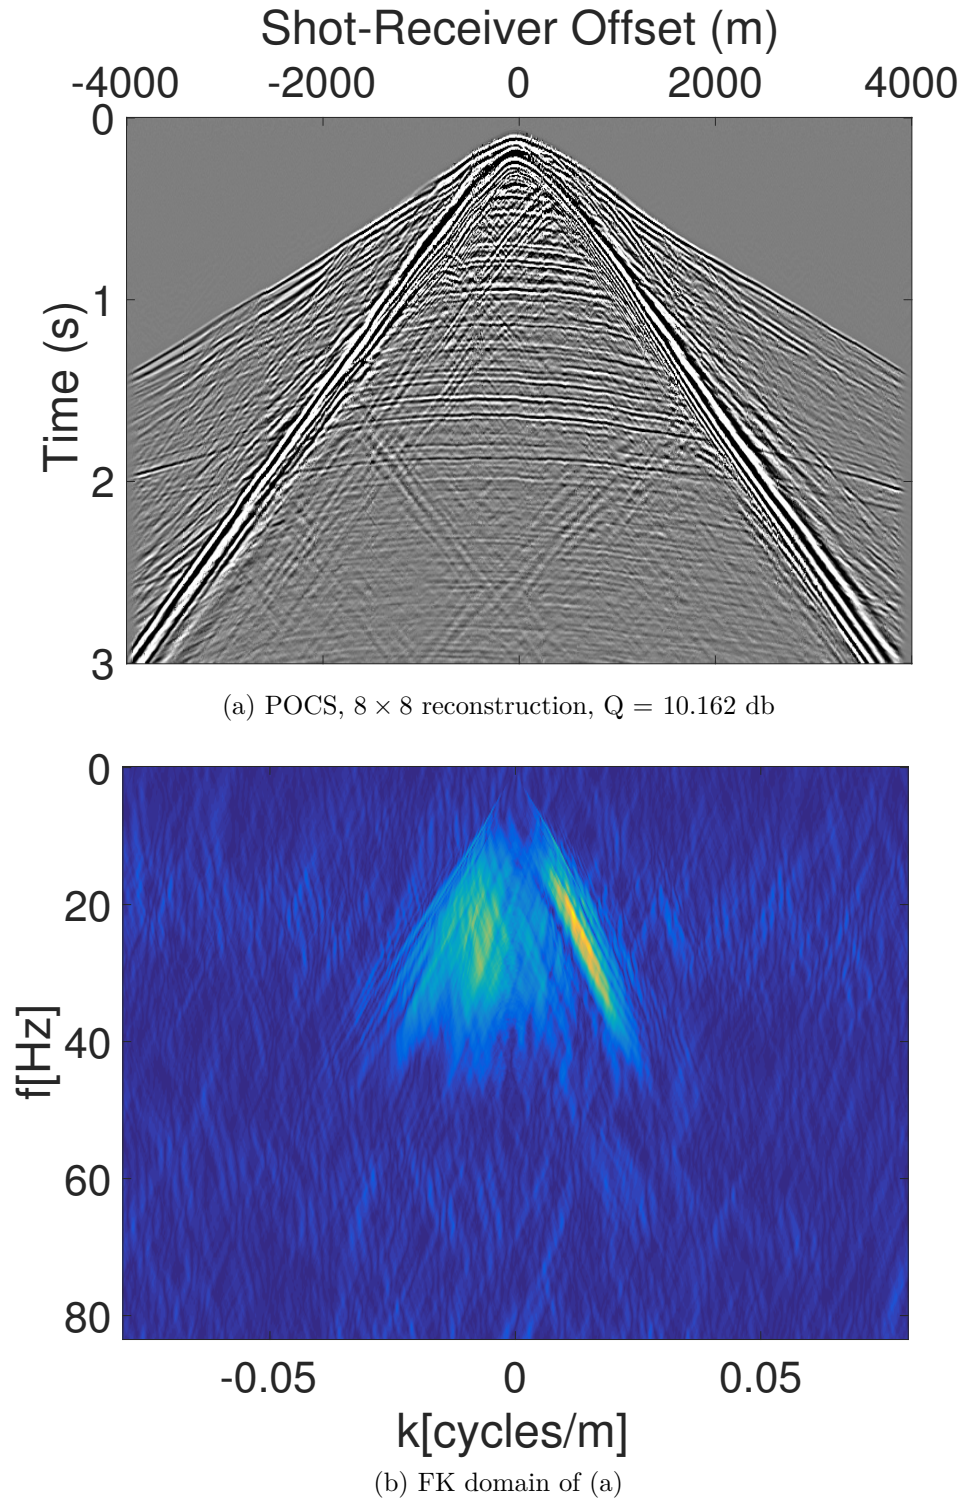 Shot-Receiver Offset (m)
-4000 -2000 0 2000 4000
0
1
2
3
Time (s)
(a) POCS, 8 × 8 reconstruction, Q = 10.162 db
0
20
40
60
80
f[Hz]
-0.05 0 0.05
k[cycles/m]
(b) FK domain of (a)